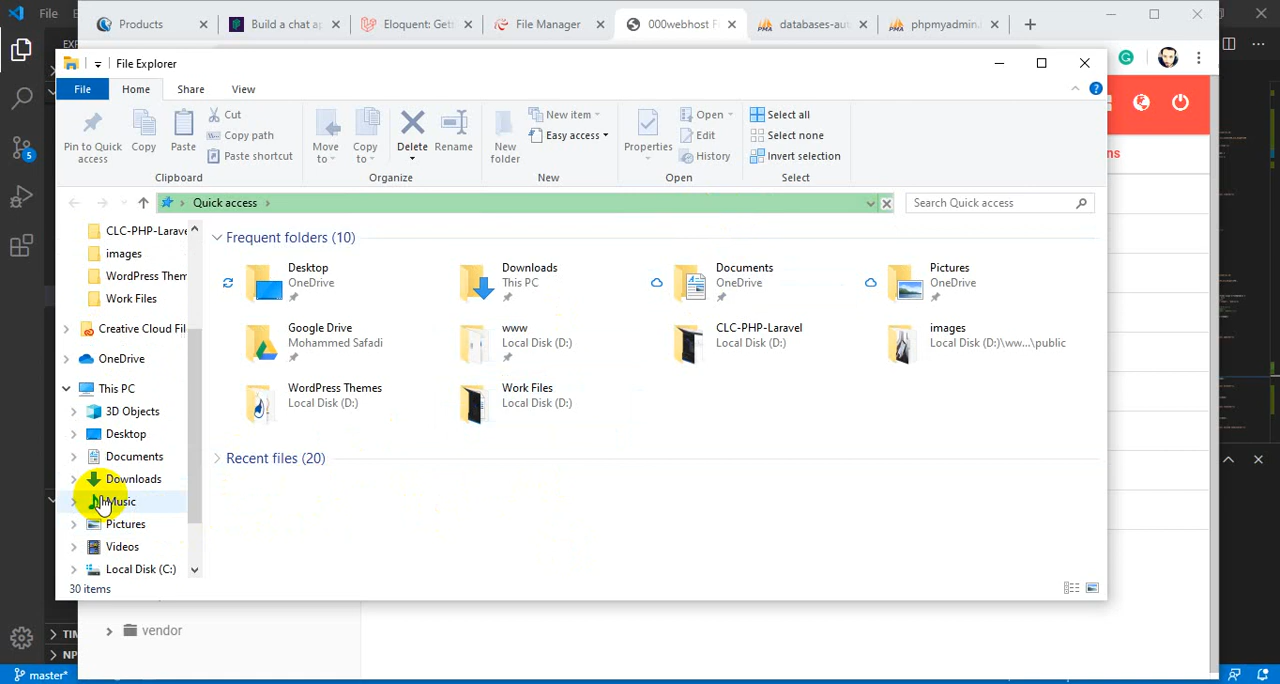 File
Products
Build a chat ap
Eloquent: Gett
File Manager
000webhost F
databases-aut
phpmyadmin.
File Explorer
File
Home
Share
View
Pin to Quick access
Copy
Paste
Cut
Copy path
Paste shortcut
Clipboard
Move to
Copy to
Delete
Rename
Organize
New folder
New item
Easy access
New
Properties
Open
Edit
History
Open
Select all
Select none
Invert selection
Select
ns
Quick access
Search Quick access
CLC-PHP-Larave
images
WordPress Them
Work Files
Creative Cloud Fil
OneDrive
This PC
3D Objects
Desktop
Documents
Downloads
Music
Pictures
Videos
Local Disk (C:)
Frequent folders (10)
Desktop
OneDrive
Downloads
This PC
Documents
OneDrive
Pictures
OneDrive
Google Drive
Mohammed Safadi
www
Local Disk (D:)
CLC-PHP-Laravel
Local Disk (D:)
images
Local Disk (D:)\ww...\public
WordPress Themes
Local Disk (D:)
Work Files
Local Disk (D:)
Recent files (20)
30 items
vendor
TIM
NP
5
master*